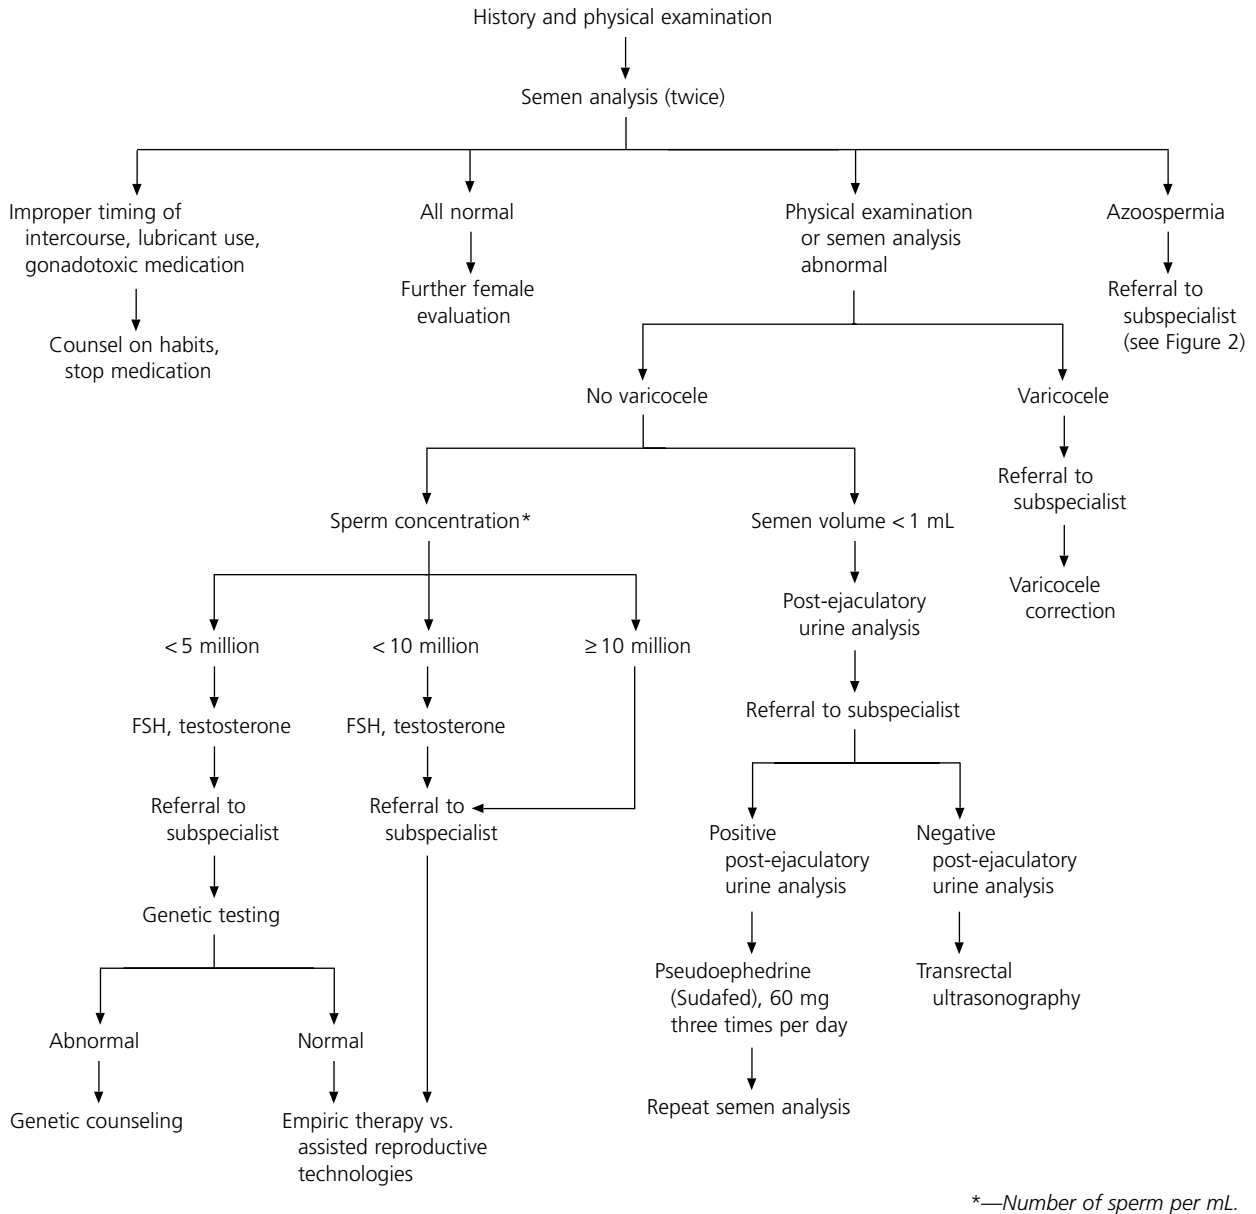 History and physical examination
Semen analysis (twice)
Improper timing of
intercourse, lubricant use,
gonadotoxic medication
Counsel on habits,
stop medication
All normal
Further female
evaluation
Physical examination
or semen analysis
abnormal
Azoospermia
Referral to
subspecialist
(see Figure 2)
No varicocele
Varicocele
Referral to
subspecialist
Varicocele
correction
Sperm concentration*
Semen volume < 1 mL
Post-ejaculatory
urine analysis
Referral to subspecialist
< 5 million
< 10 million
≥ 10 million
FSH, testosterone
FSH, testosterone
Referral to
subspecialist
Referral to
subspecialist
Positive
post-ejaculatory
urine analysis
Negative
post-ejaculatory
urine analysis
Genetic testing
Pseudoephedrine
(Sudafed), 60 mg
three times per day
Transrectal
ultrasonography
Abnormal
Normal
Genetic counseling
Empiric therapy vs.
assisted reproductive
technologies
Repeat semen analysis
*—Number of sperm per mL.